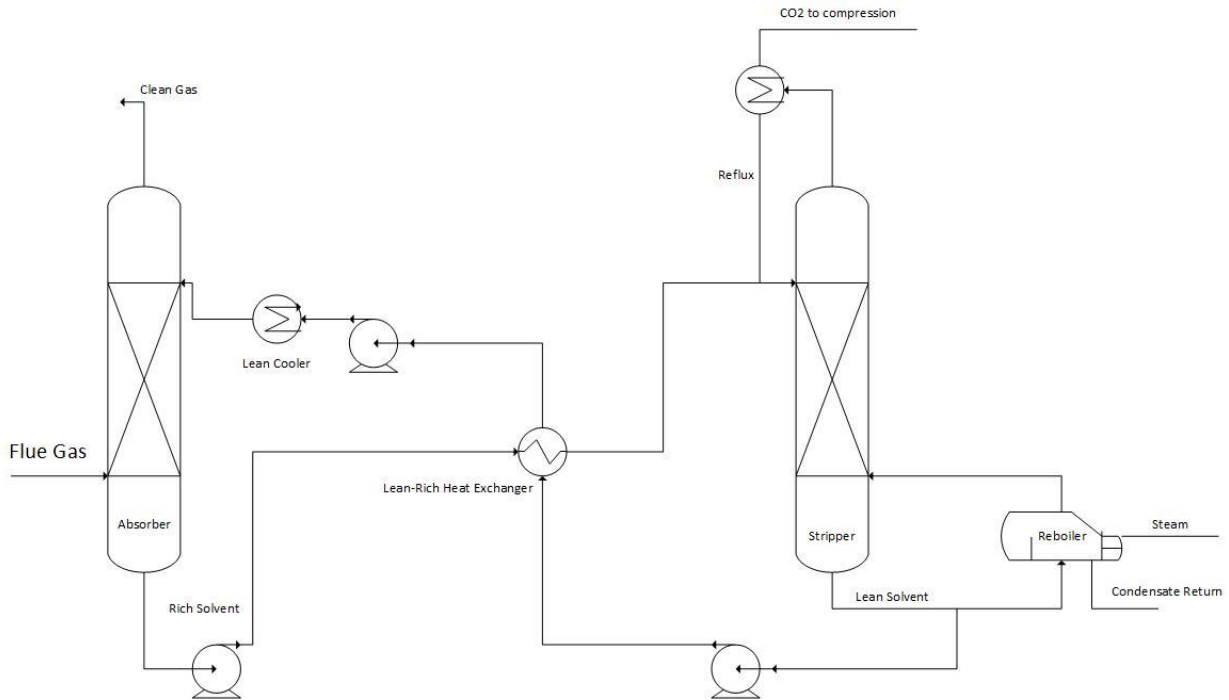 CO2 to compression
Clean Gas
Reflux
Lean Cooler
Flue Gas
Lean-Rich Heat Exchanger
Absorber
Stripper
Reboiler
Steam
Rich Solvent
Lean Solvent
Condensate Return